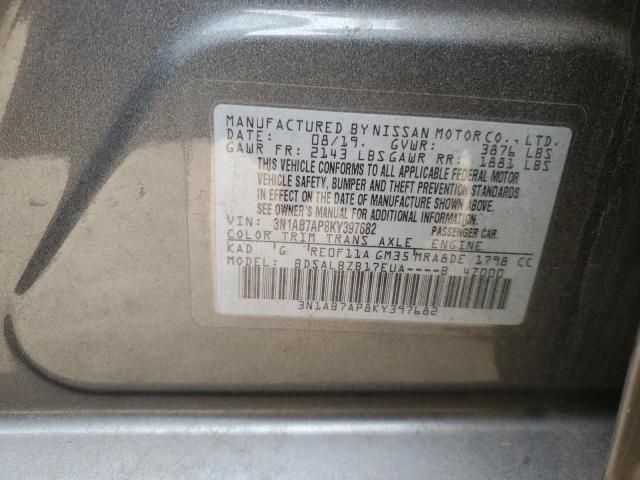 MANUFACTURED BY NISSAN MOTOR CO., LTD.
DATE: 08/19. GVWR: 3876 LBS
GAWR FR: 2143 LBS GAWR RR: 1881 LBS
THIS VEHICLE CONFORMS TO ALL APPLICABLE FEDERAL MOTOR
VEHICLE SAFETY, BUMPER AND THEFT PREVENTION STANDARDS
IN EFFECT ON THE DATE OF MANUFACTURE SHOWN ABOVE.
SEE OWNER'S MANUAL FOR ADDITIONAL INFORMATION.
VIN: 3N1AB7AP8KY397682 PASSENGER CAR.
COLOR TRIM TRANS AXLE ENGINE
KAD G RE0F11A GM35 MRA8DE 1798 CC
MODEL: BDSALBZB17EUA----B 47000
3N1AB7AP8KY397682